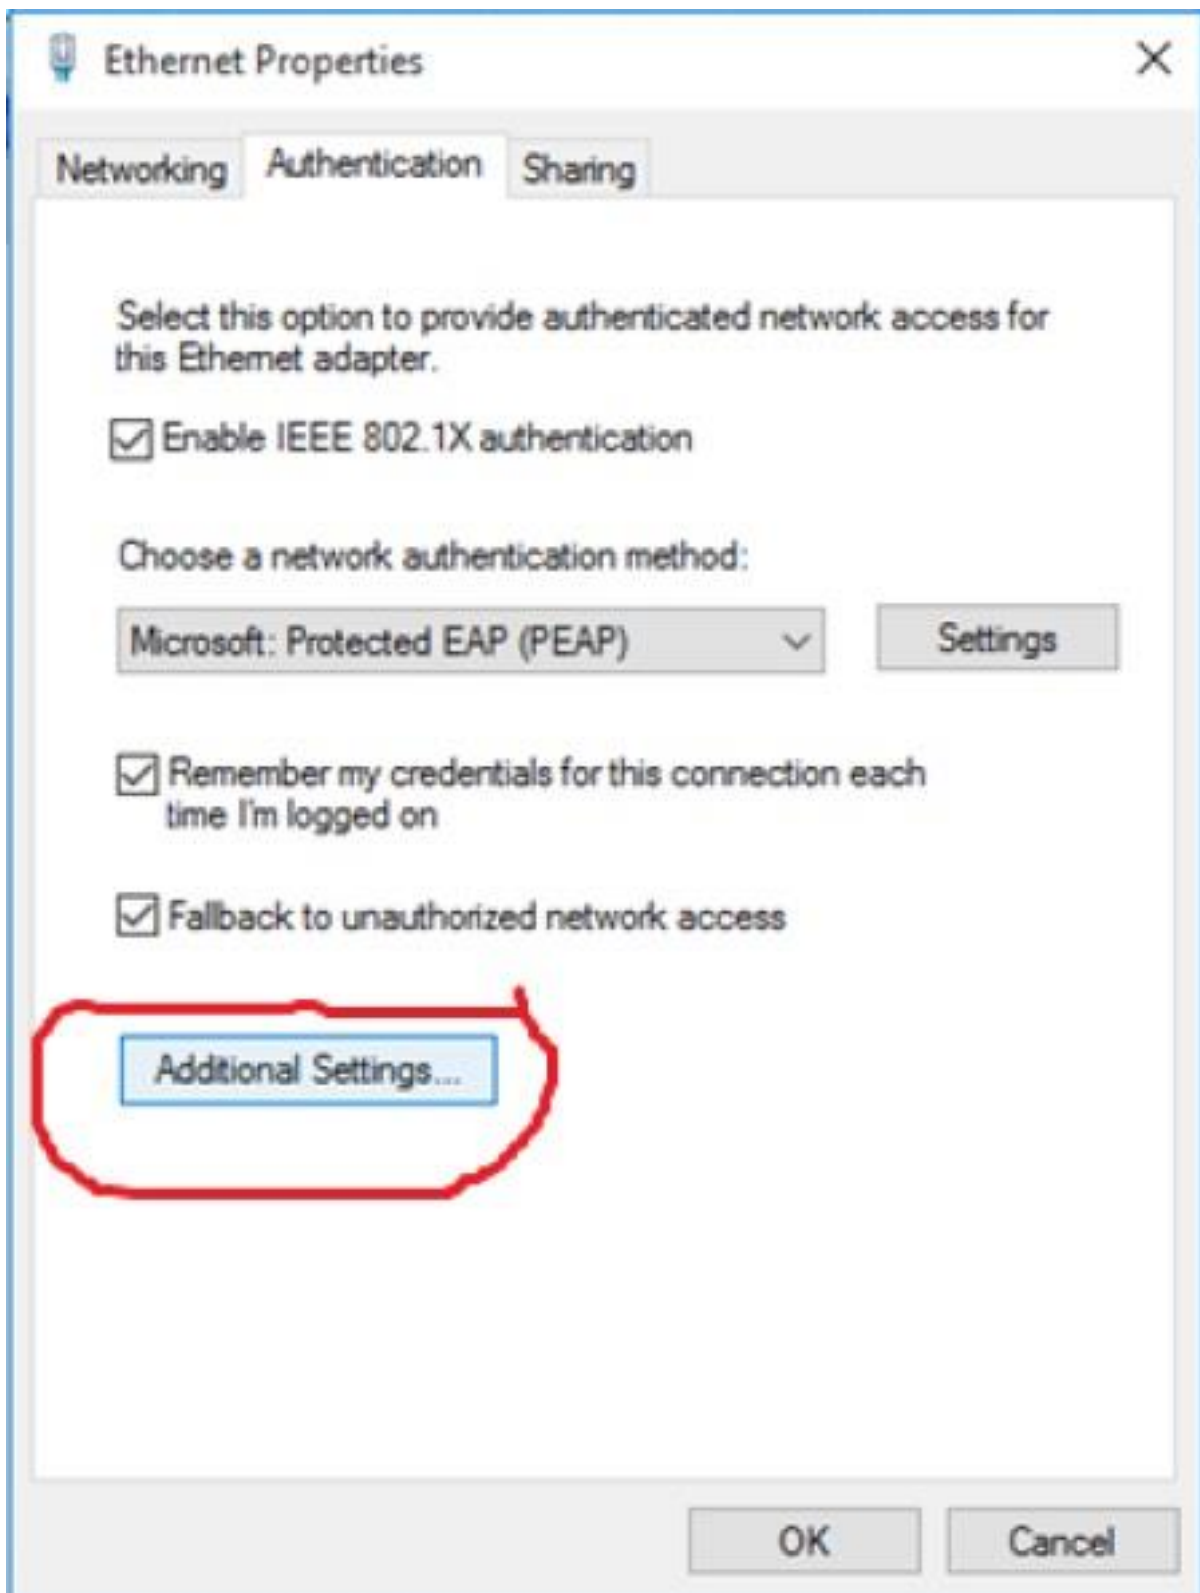 Ethernet Properties
Networking Authentication Sharing
Select this option to provide authenticated network access for
this Ethernet adapter.
Enable IEEE 802.1X authentication
Choose a network authentication method:
Microsoft: Protected EAP (PEAP) Settings
Remember my credentials for this connection each
time I'm logged on
Fallback to unauthorized network access
Additional Settings...
OK Cancel